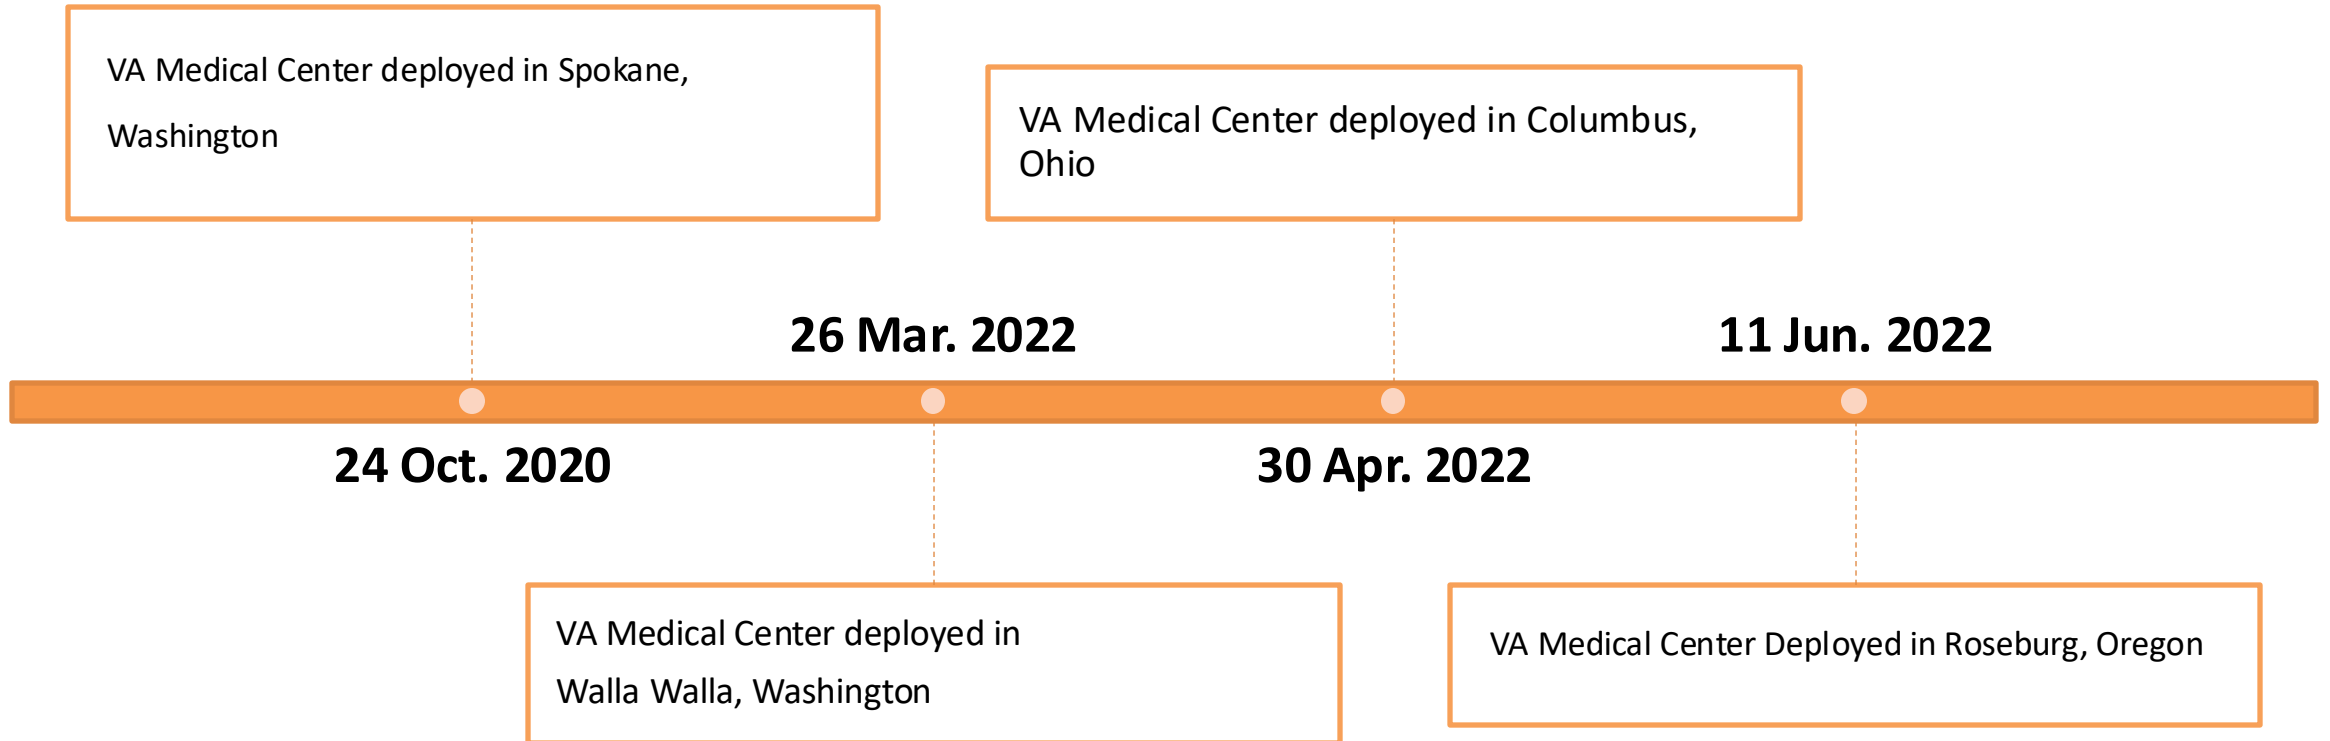 VA Medical Center deployed in Spokane,
Washington
VA Medical Center deployed in Columbus,
Ohio
26 Mar. 2022
11 Jun. 2022
24 Oct. 2020
30 Apr. 2022
VA Medical Center deployed in
Walla Walla, Washington
VA Medical Center Deployed in Roseburg, Oregon